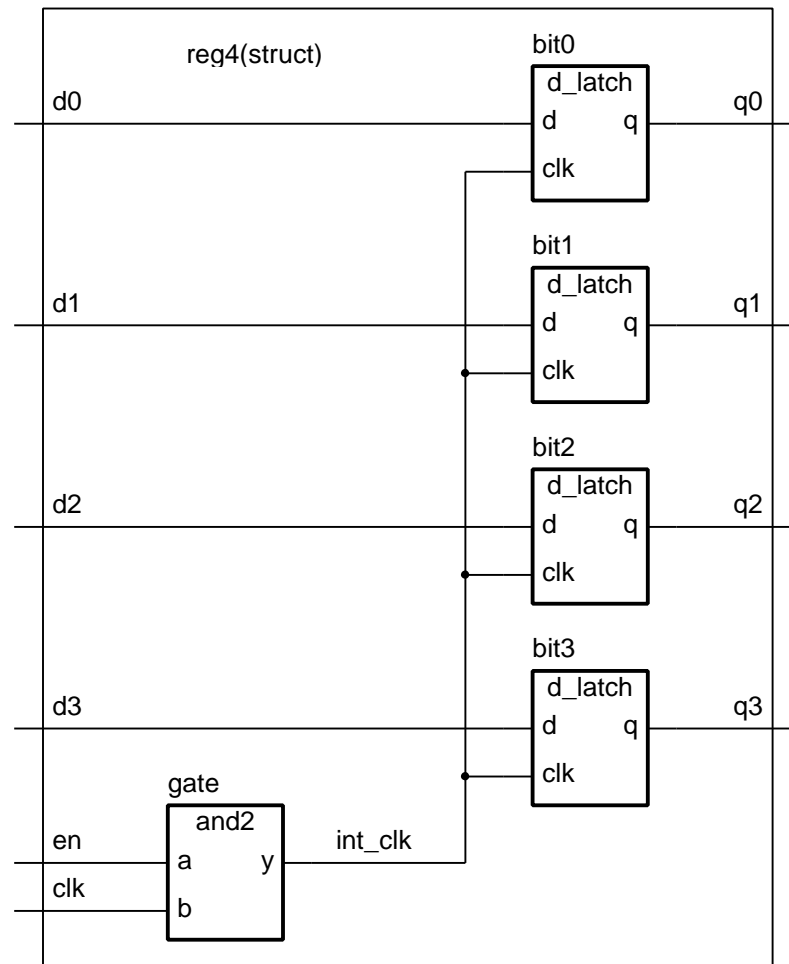 reg4(struct)
bit0
d_latch
d0
d q
q0
clk
bit1
d_latch
d1
d q
q1
clk
bit2
d_latch
d2
d q
q2
clk
bit3
d_latch
d3
d q
q3
clk
gate
and2
en
a y
int_clk
clk
b